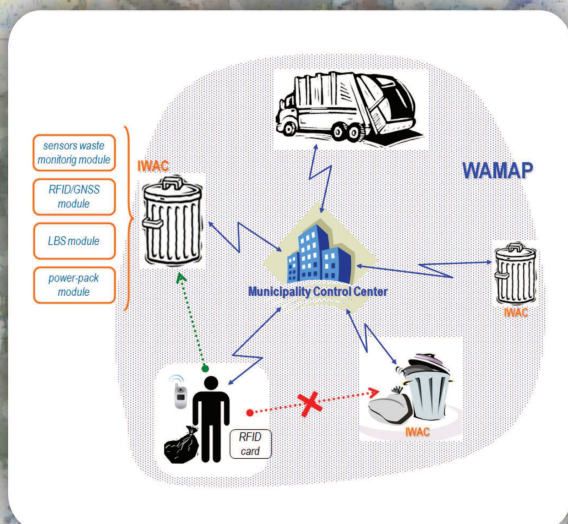 sensors waste
monitorig module
RFID/GNSS
module
LBS module
power-pack
module
IWAC
WAMAP
Municipality Control Center
IWAC
IWAC
RFID
card